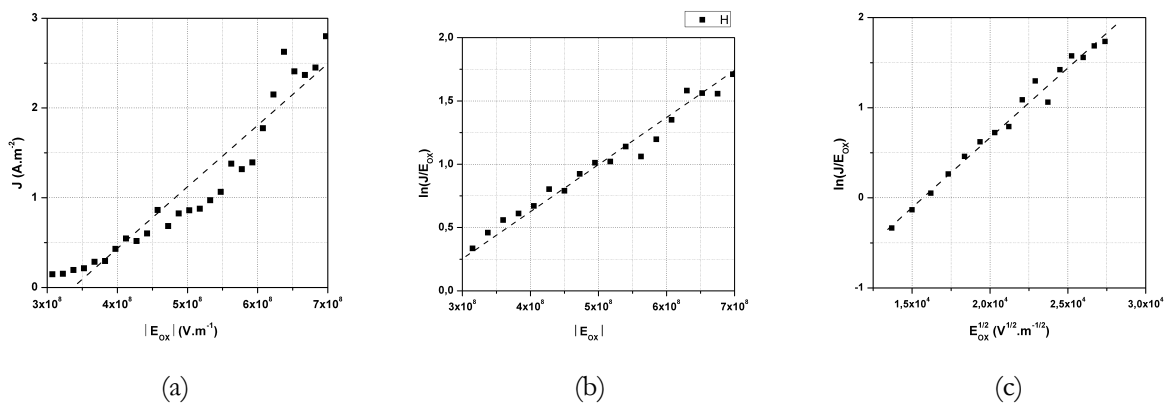 3
2
1
0
J (A.m⁻²)
3x10⁸ 4x10⁸ 5x10⁸ 6x10⁸ 7x10⁸
|E_OX| (V.m⁻¹)
(a)
H
2,0
1,5
1,0
0,5
0,0
ln(J/E_OX)
3x10⁸ 4x10⁸ 5x10⁸ 6x10⁸ 7x10⁸
|E_OX|
(b)
2
1
0
-1
ln(J/E_OX)
1,5x10⁴ 2,0x10⁴ 2,5x10⁴ 3,0x10⁴
E_OX^1/2 (V^1/2.m^-1/2)
(c)